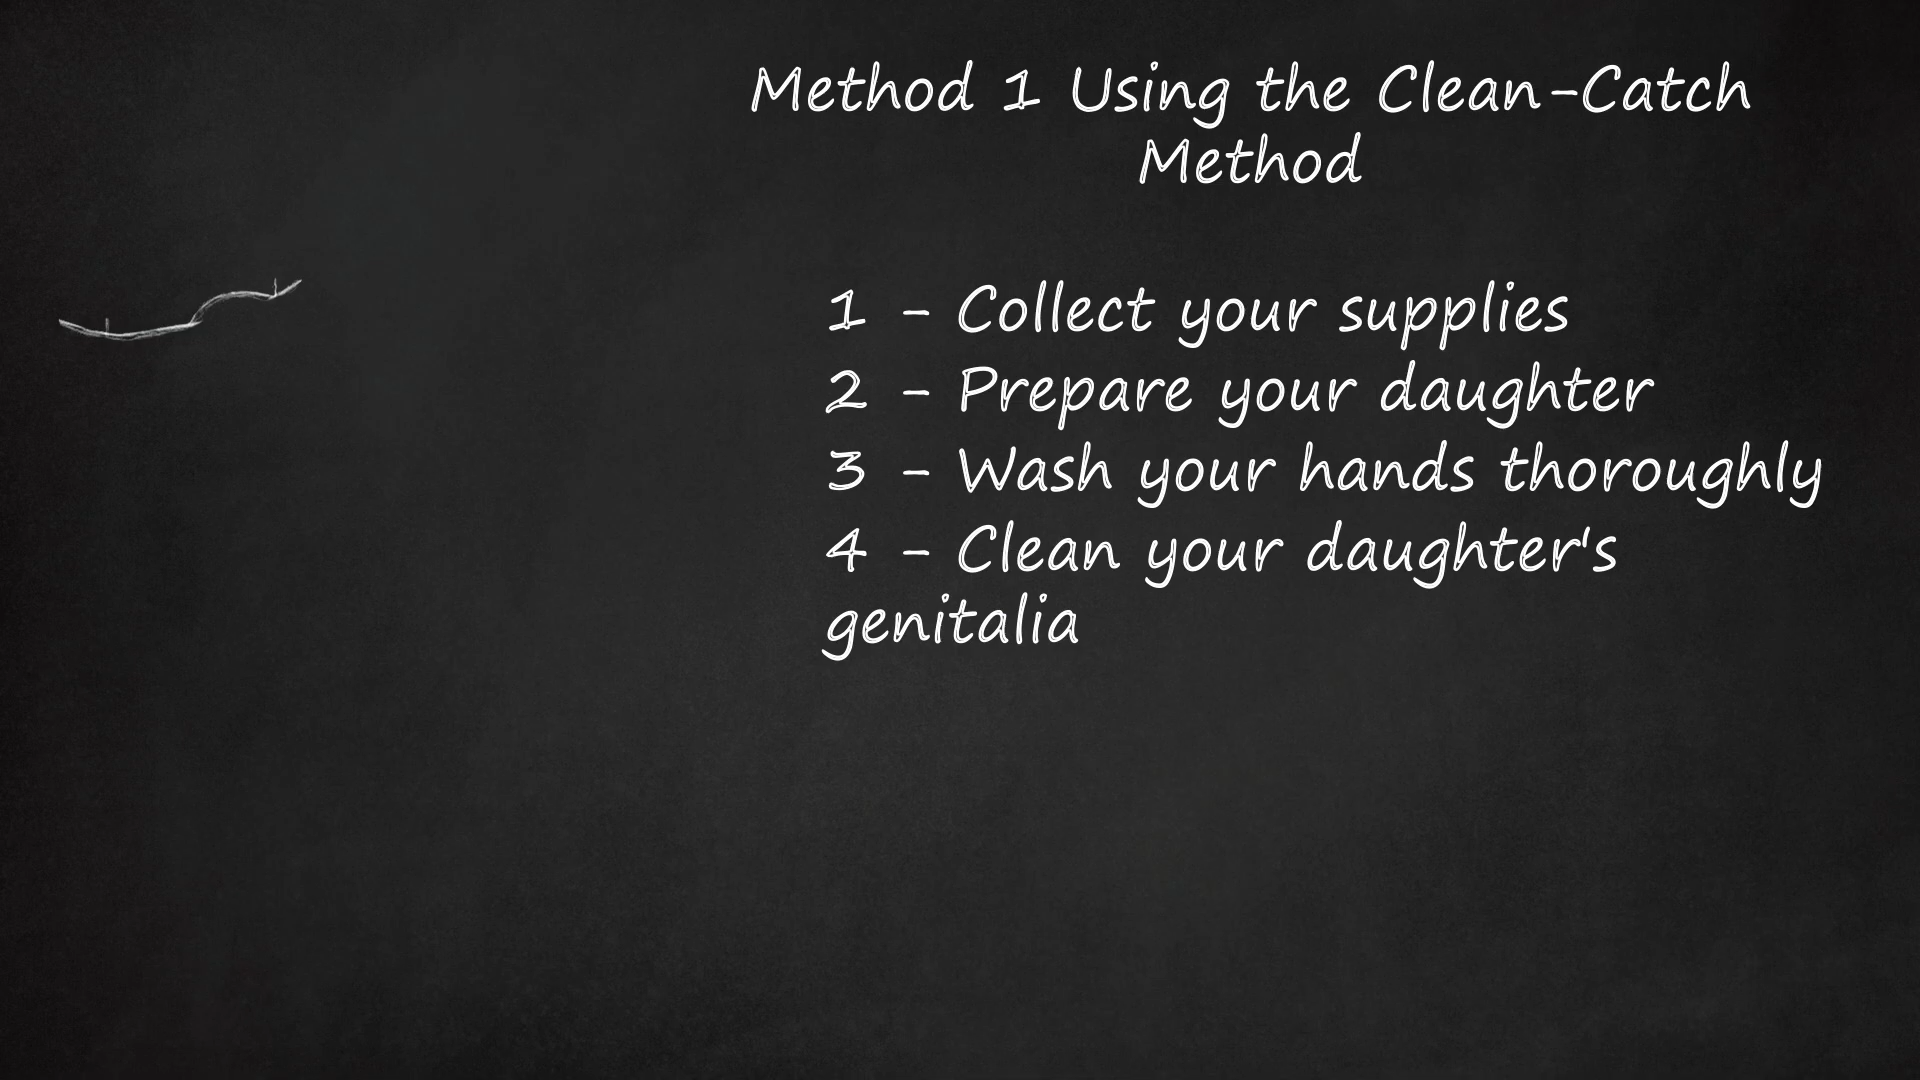 Method 1 Using the Clean-Catch
Method
1 - Collect your supplies
2 - Prepare your daughter
3 - Wash your hands thoroughly
4 - Clean your daughter's
genitalia